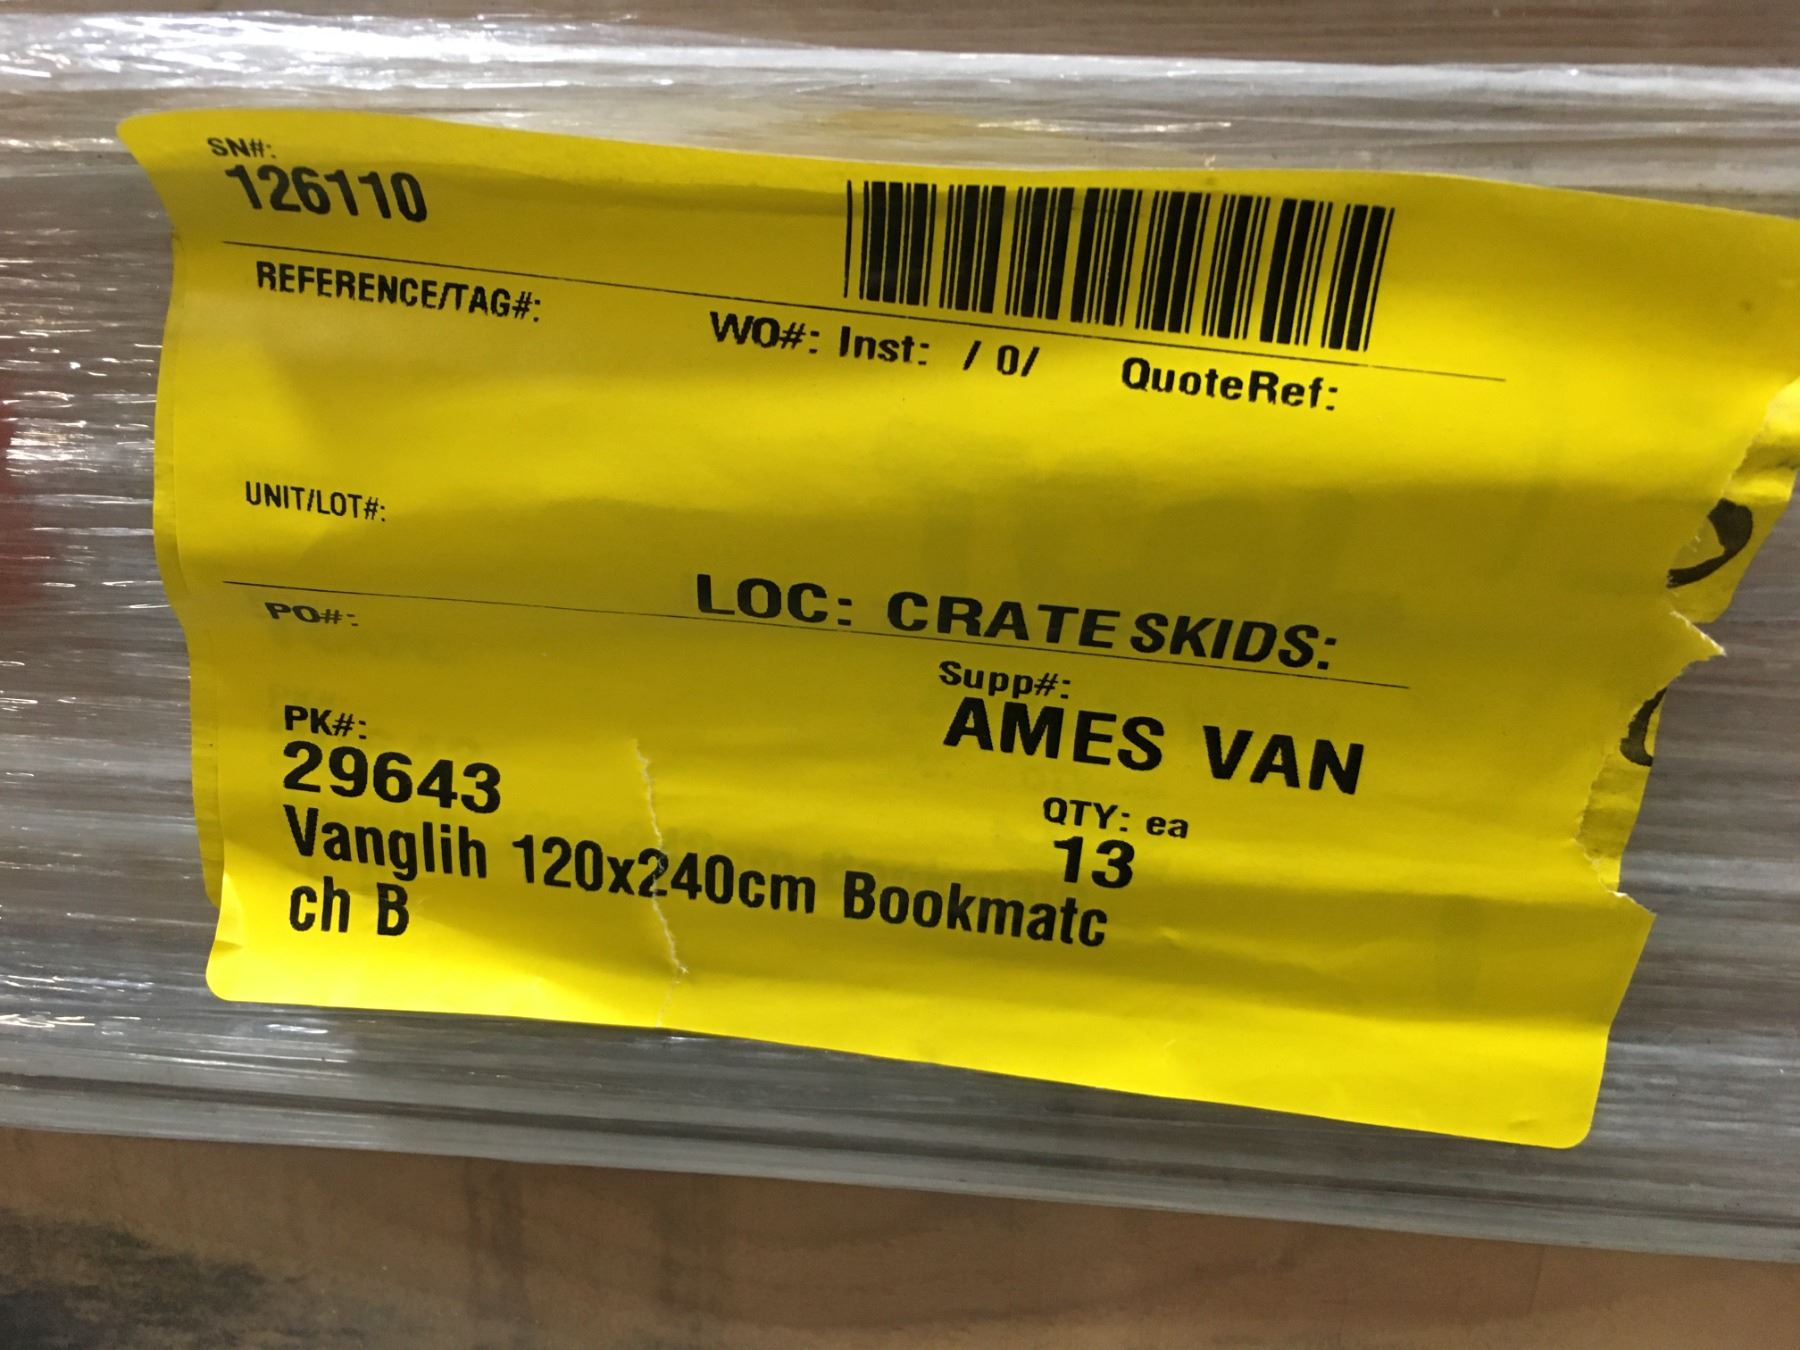 SN#:
126110
REFERENCE/TAG#:
WO#: Inst: / 0/ QuoteRef:
UNIT/LOT#:
LOC: CRATE SKIDS:
PO#:
Supp#:
AMES VAN
PK#:
29643
QTY: ea
13
Vanglih 120x240cm Bookmatc
ch B